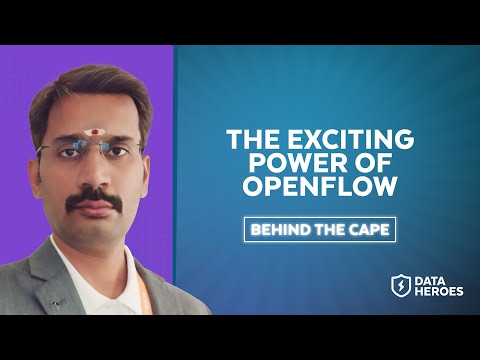 THE EXCITING
POWER OF
OPENFLOW
BEHIND THE CAPE
DATA
HEROES